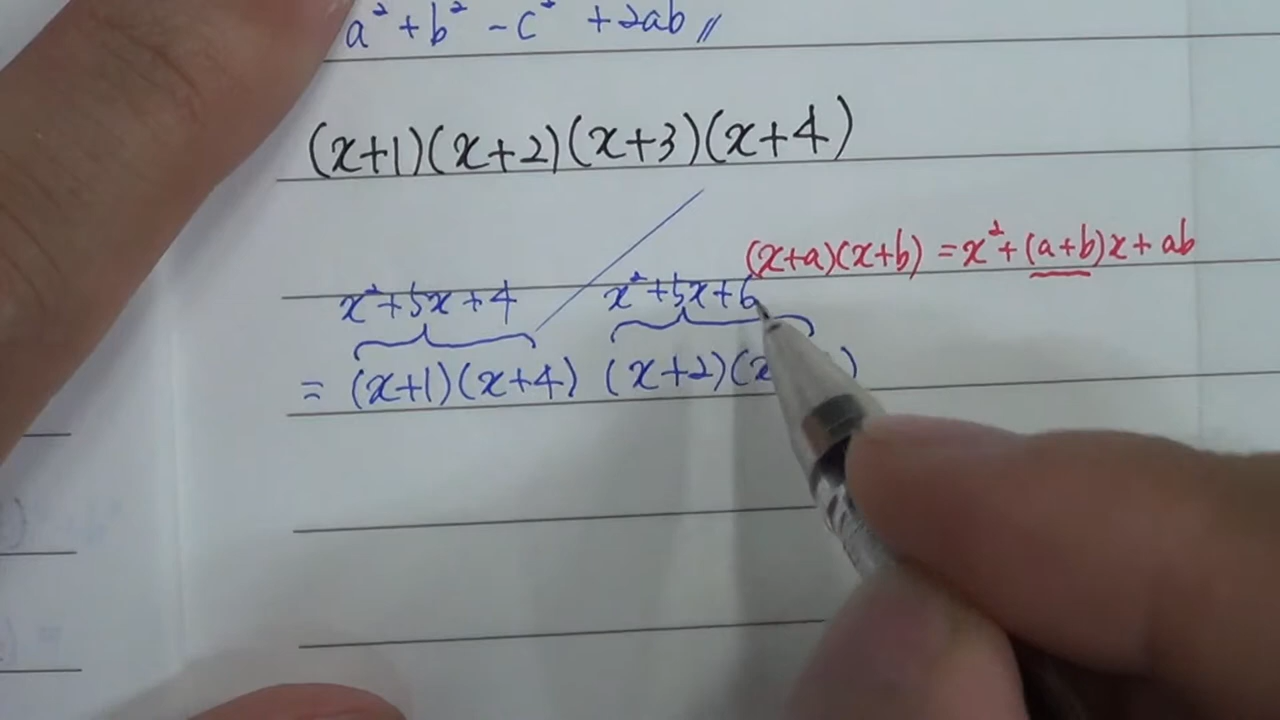 a² + b² - c² + 2ab //
(x+1)(x+2)(x+3)(x+4)
(x+a)(x+b) = x² + (a+b)x + ab
x²+5x+4 x²+5x+6
= (x+1)(x+4) (x+2)(x )